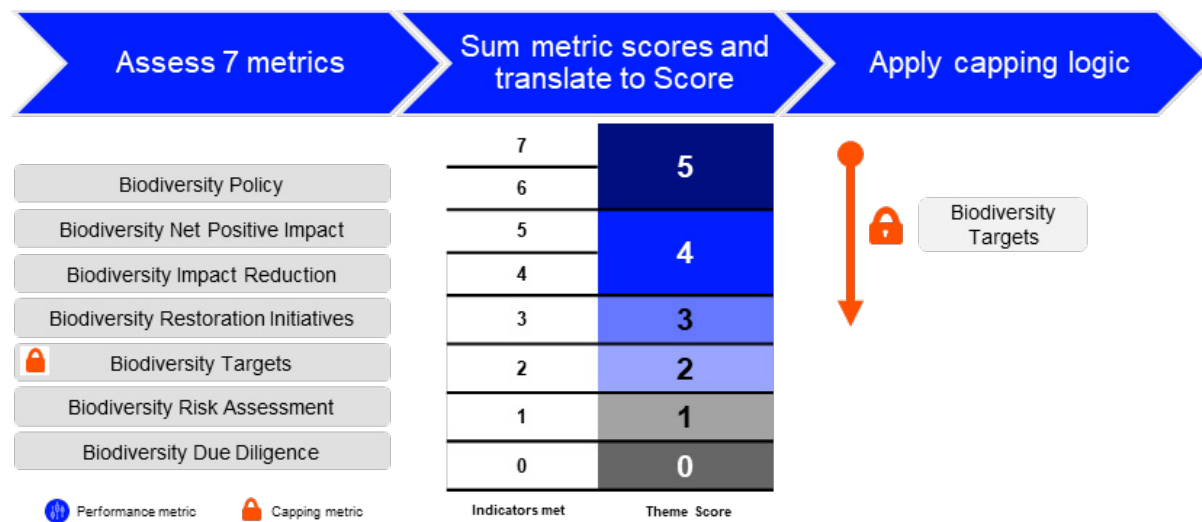 Assess 7 metrics
Sum metric scores and
translate to Score
Apply capping logic
Biodiversity Policy
Biodiversity Net Positive Impact
Biodiversity Impact Reduction
Biodiversity Restoration Initiatives
Biodiversity Targets
Biodiversity Risk Assessment
Biodiversity Due Diligence
Performance metric
Capping metric
7
6
5
4
3
2
1
0
5
4
3
2
1
0
Indicators met
Theme Score
Biodiversity
Targets